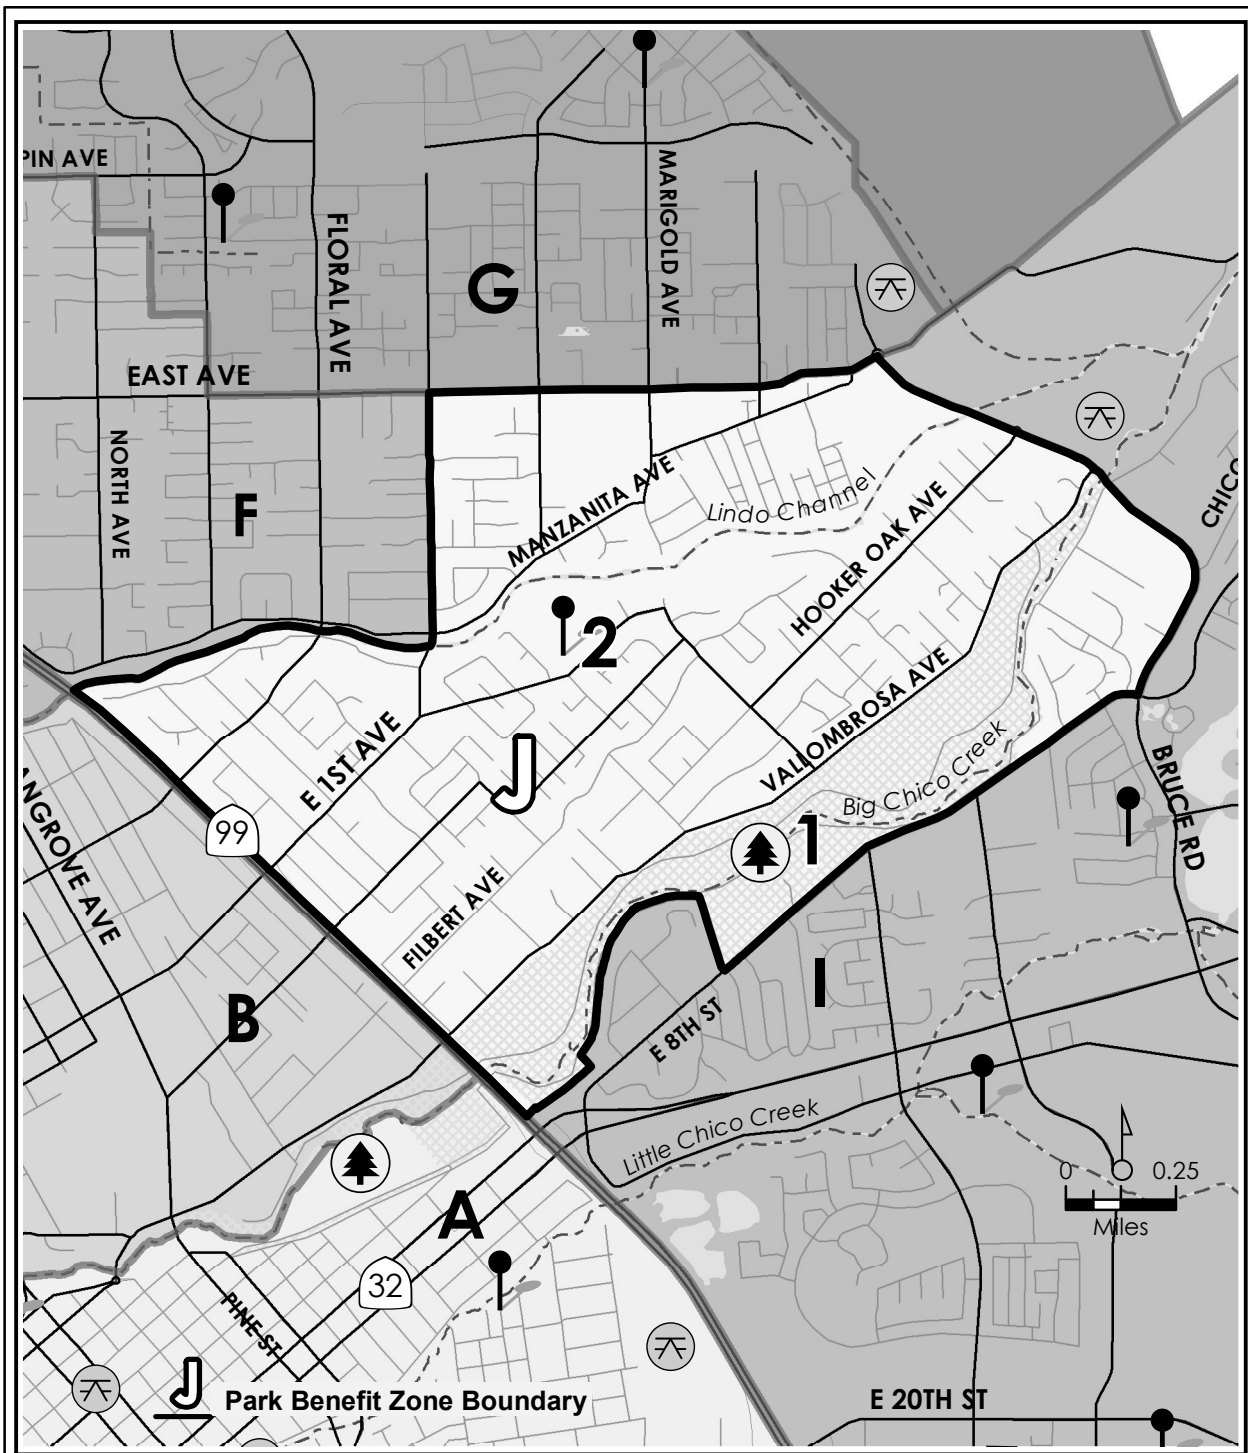 PIN AVE
MARIGOLD AVE
FLORAL AVE
G
EAST AVE
NORTH AVE
F
MANZANITA AVE
Lindo Channel
HOOKER OAK AVE
CHICO
2
VALLOMBROSA AVE
E 1ST AVE
J
BRUCE RD
Big Chico Creek
1
99
ANGROVE AVE
FILBERT AVE
I
B
E 8TH ST
Little Chico Creek
0 0.25
Miles
A
32
PINE ST
J Park Benefit Zone Boundary
E 20TH ST